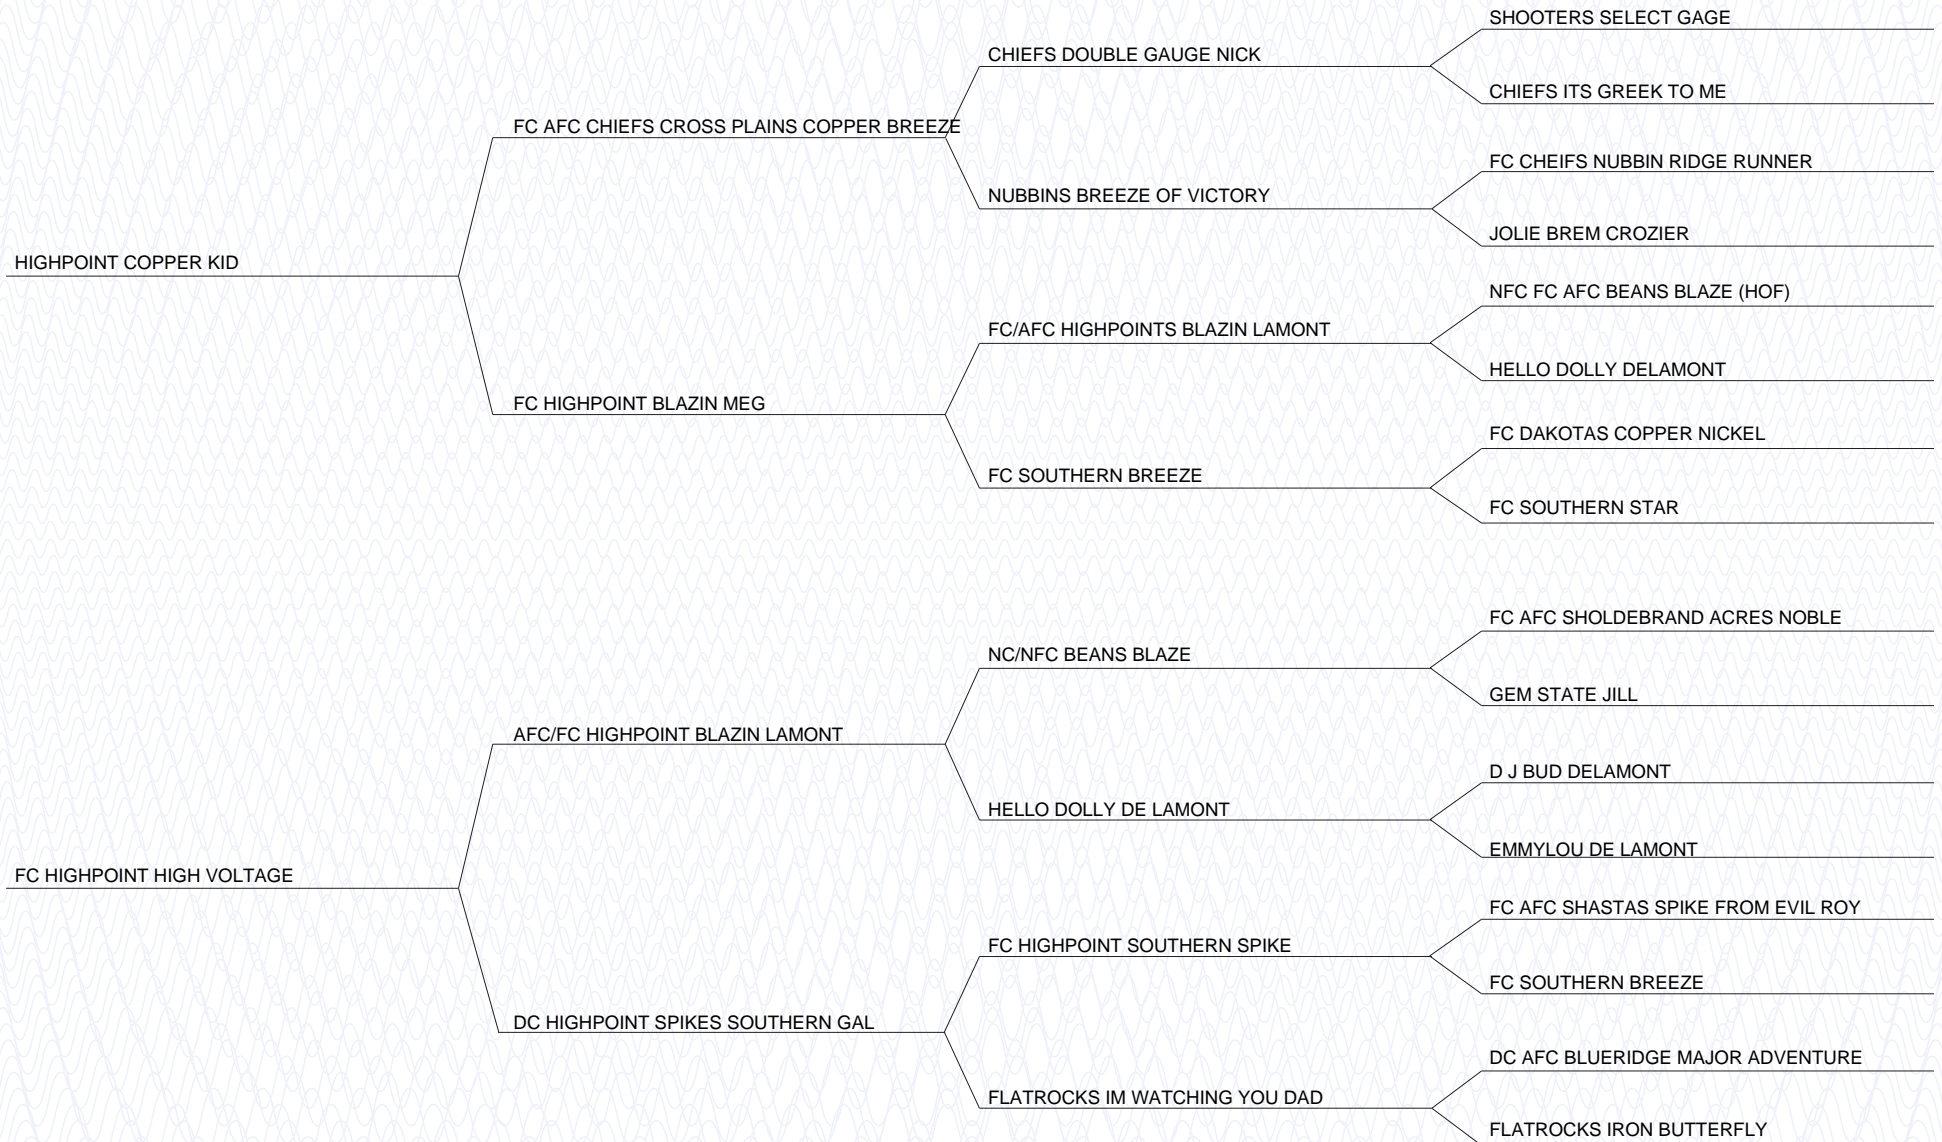 SHOOTERS SELECT GAGE
CHIEFS DOUBLE GAUGE NICK
CHIEFS ITS GREEK TO ME
FC AFC CHIEFS CROSS PLAINS COPPER BREEZE
FC CHEIFS NUBBIN RIDGE RUNNER
NUBBINS BREEZE OF VICTORY
JOLIE BREM CROZIER
HIGHPOINT COPPER KID
NFC FC AFC BEANS BLAZE (HOF)
FC/AFC HIGHPOINTS BLAZIN LAMONT
HELLO DOLLY DELAMONT
FC HIGHPOINT BLAZIN MEG
FC DAKOTAS COPPER NICKEL
FC SOUTHERN BREEZE
FC SOUTHERN STAR
FC AFC SHOLDEBRAND ACRES NOBLE
NC/NFC BEANS BLAZE
GEM STATE JILL
AFC/FC HIGHPOINT BLAZIN LAMONT
D J BUD DELAMONT
HELLO DOLLY DE LAMONT
EMMYLOU DE LAMONT
FC HIGHPOINT HIGH VOLTAGE
FC AFC SHASTAS SPIKE FROM EVIL ROY
FC HIGHPOINT SOUTHERN SPIKE
FC SOUTHERN BREEZE
DC HIGHPOINT SPIKES SOUTHERN GAL
DC AFC BLUERIDGE MAJOR ADVENTURE
FLATROCKS IM WATCHING YOU DAD
FLATROCKS IRON BUTTERFLY